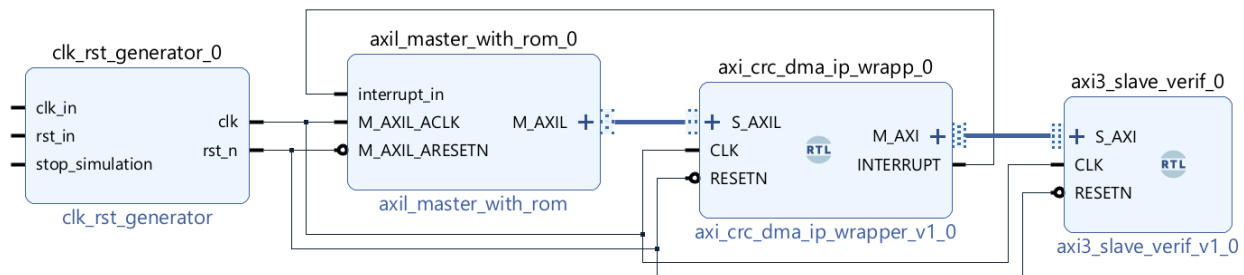 clk_rst_generator_0
clk_in
rst_in
stop_simulation
clk
rst_n
clk_rst_generator
axil_master_with_rom_0
interrupt_in
M_AXIL_ACLK
M_AXIL_ARESETN
M_AXIL
axil_master_with_rom
axi_crc_dma_ip_wrapp_0
S_AXIL
CLK
RESETN
RTL
M_AXI
INTERRUPT
axi_crc_dma_ip_wrapper_v1_0
axi3_slave_verif_0
S_AXI
CLK
RESETN
RTL
axi3_slave_verif_v1_0